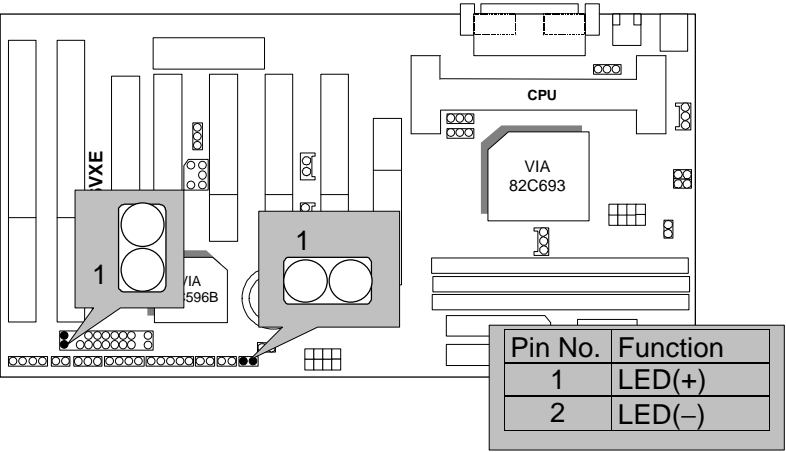 CPU
VIA
82C693
VXE
1
1
VIA
596B
Pin No. Function
1 LED(+)
2 LED(–)